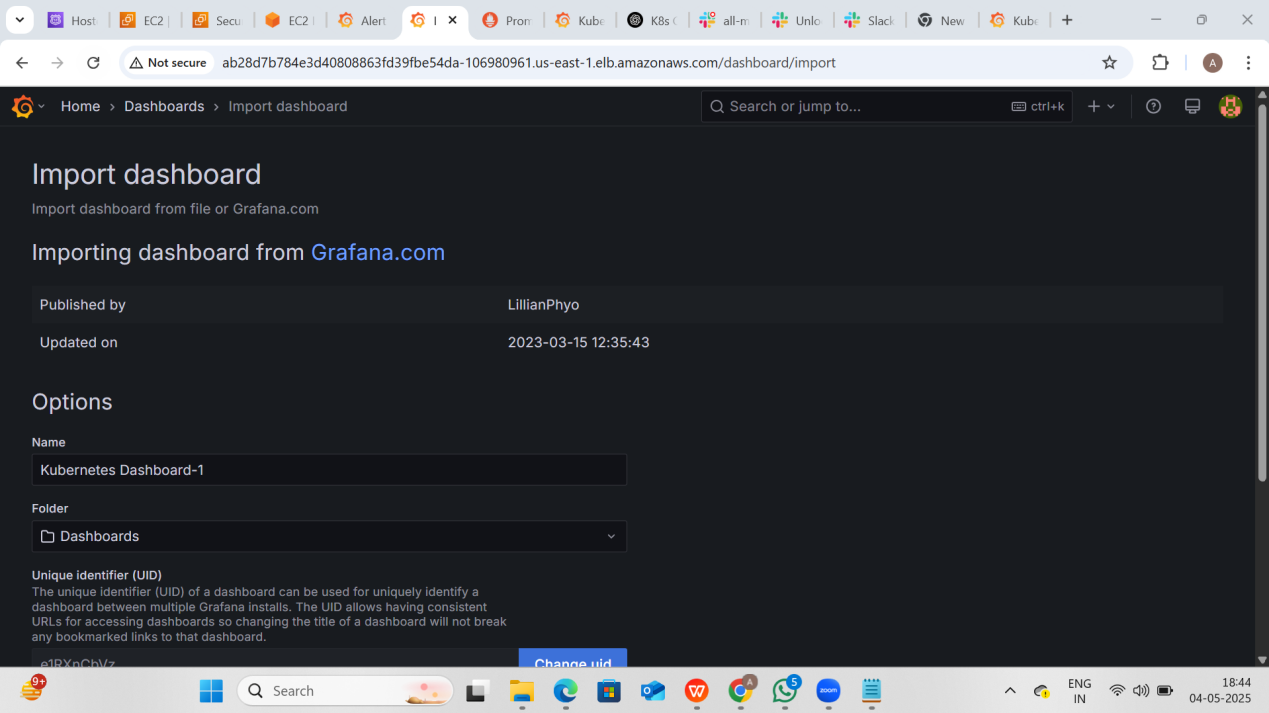 Host
EC2
Secu
EC2
Alert
I
Prom
Kube
K8s
all-n
Unlo
Slack
New
Kube
Not secure
ab28d7b784e3d40808863fd39fbe54da-106980961.us-east-1.elb.amazonaws.com/dashboard/import
A
Home › Dashboards › Import dashboard
Search or jump to...
ctrl+k
Import dashboard
Import dashboard from file or Grafana.com
Importing dashboard from Grafana.com
Published by LillianPhyo
Updated on 2023-03-15 12:35:43
Options
Name
Kubernetes Dashboard-1
Folder
Dashboards
Unique identifier (UID)
The unique identifier (UID) of a dashboard can be used for uniquely identify a
dashboard between multiple Grafana installs. The UID allows having consistent
URLs for accessing dashboards so changing the title of a dashboard will not break
any bookmarked links to that dashboard.
e1RXnCbVz
Change uid
9+
Search
A
5
zoom
ENG
IN
18:44
04-05-2025